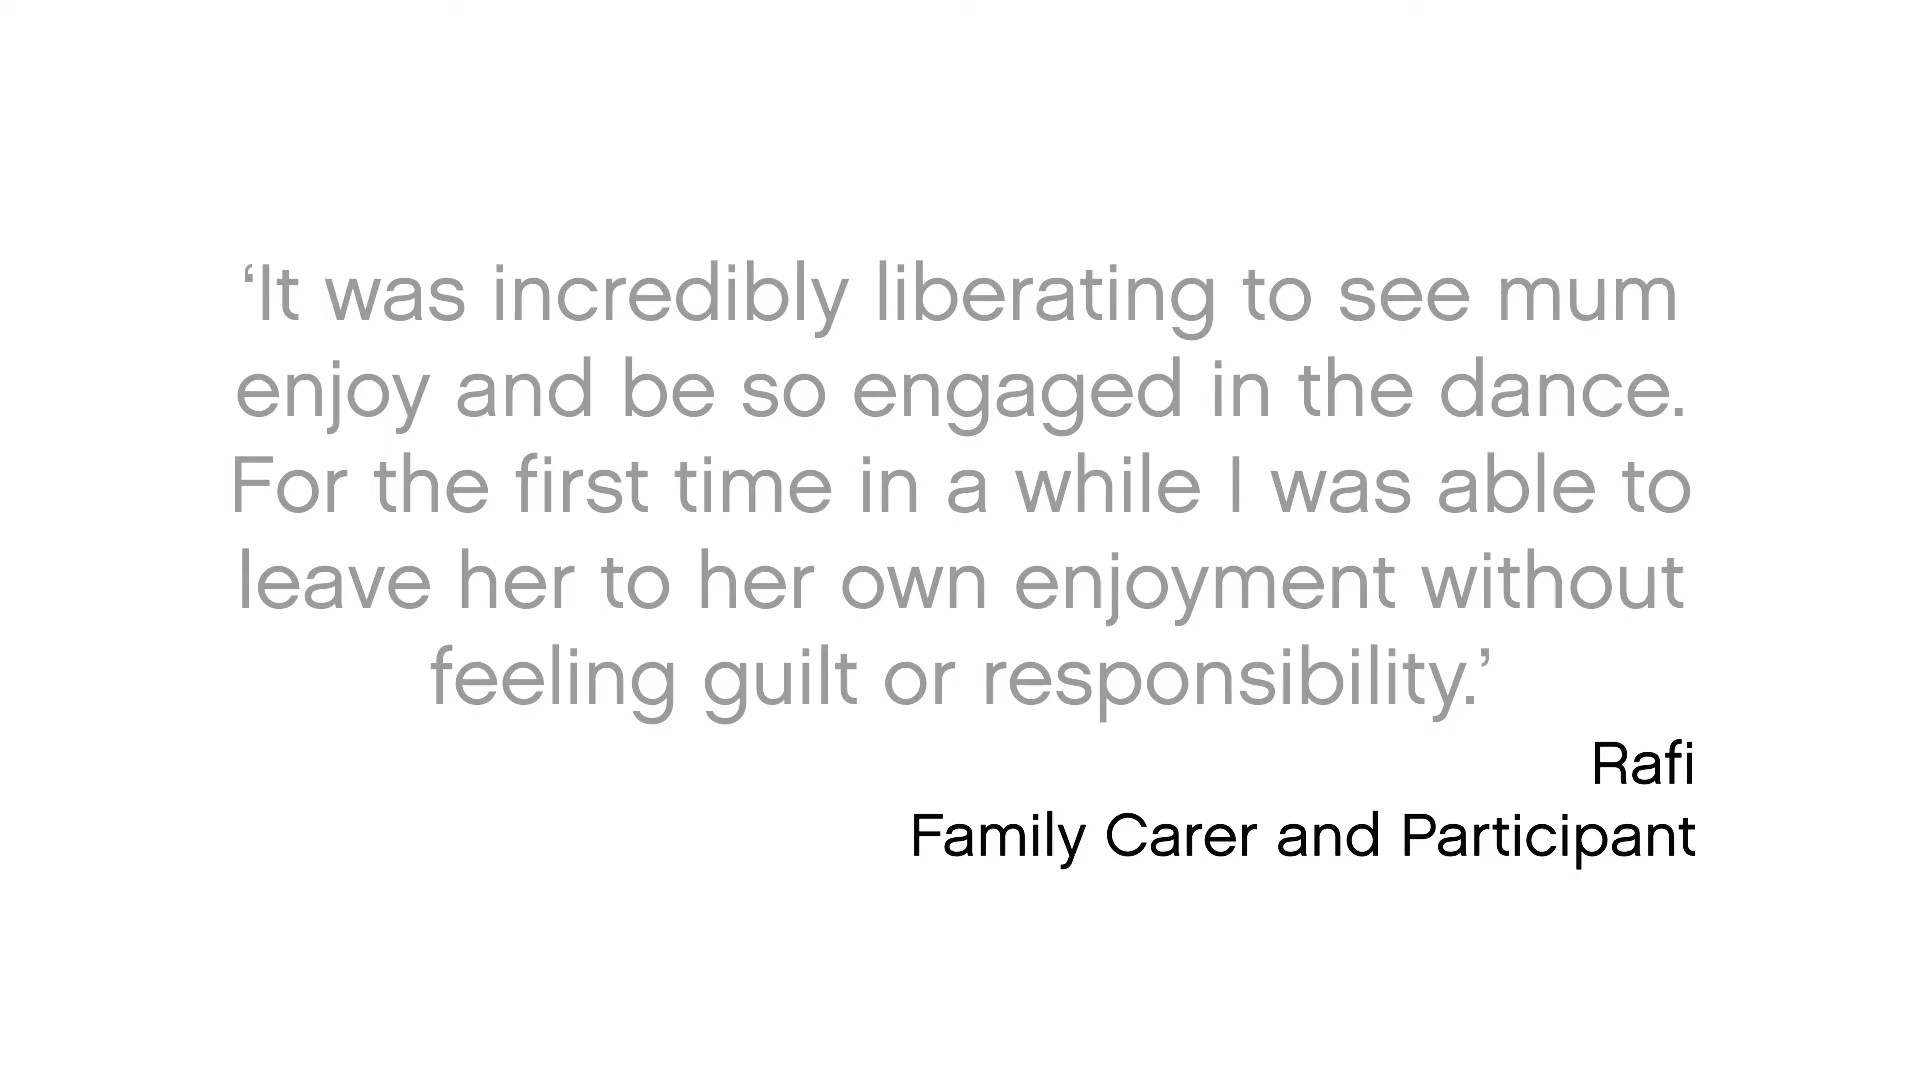 ‘It was incredibly liberating to see mum
enjoy and be so engaged in the dance.
For the first time in a while I was able to
leave her to her own enjoyment without
feeling guilt or responsibility.’
Rafi
Family Carer and Participant